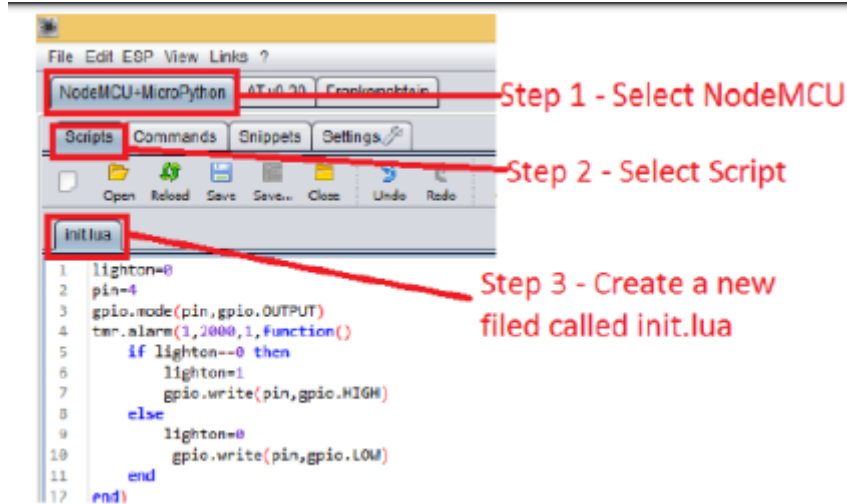 File Edit ESP View Links ?
NodeMCU+MicroPython AT v0.20 Frankenshtein
Step 1 - Select NodeMCU
Scripts Commands Snippets Settings
Step 2 - Select Script
Open Reload Save Save... Close Undo Redo
init.lua
Step 3 - Create a new
filed called init.lua
1 lighton=0
2 pin=4
3 gpio.mode(pin,gpio.OUTPUT)
4 tmr.alarm(1,2000,1,function()
5 if lighton==0 then
6 lighton=1
7 gpio.write(pin,gpio.HIGH)
8 else
9 lighton=0
10 gpio.write(pin,gpio.LOW)
11 end
12 end)